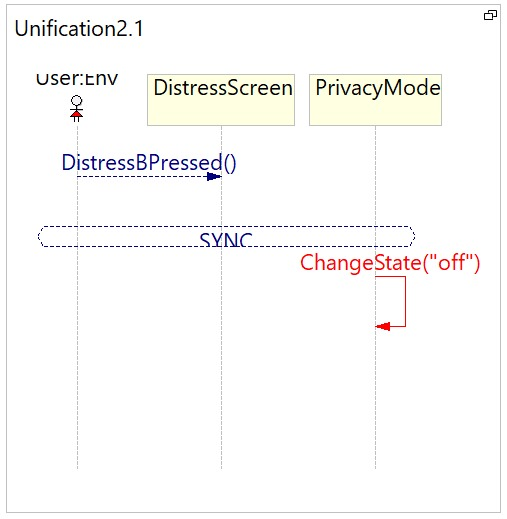 Unification2.1
User:Env
DistressScreen
PrivacyMode
DistressBPressed()
SYNC
ChangeState("off")